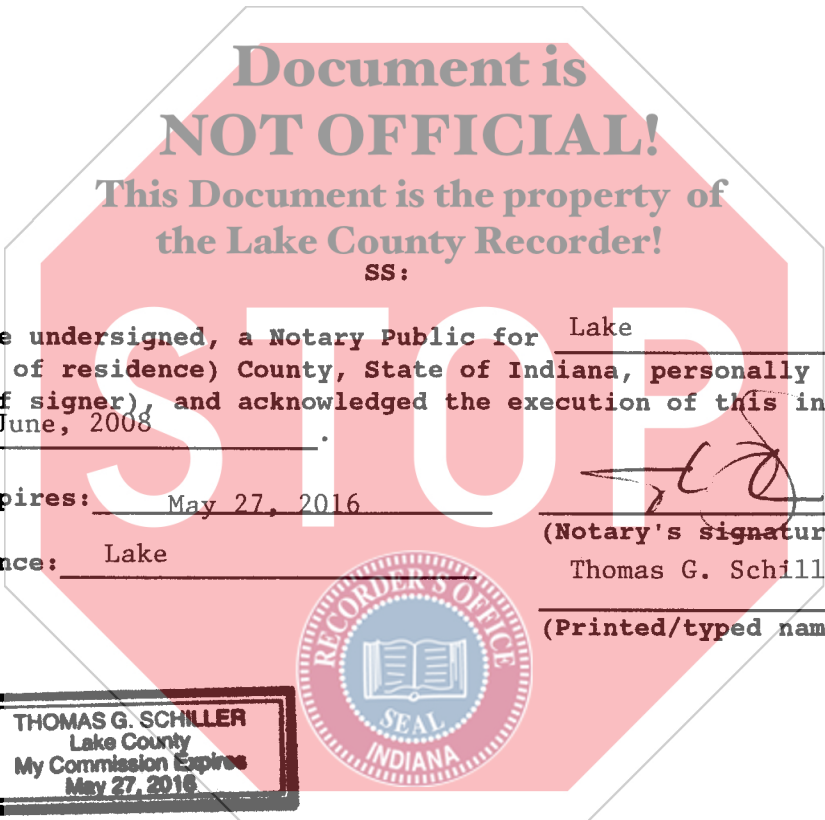 Document is
NOT OFFICIAL!
This Document is the property of
the Lake County Recorder!
SS:
STOP
e undersigned, a Notary Public for Lake
of residence) County, State of Indiana, personally
f signer), and acknowledged the execution of this in
June, 2008.
pires: May 27, 2016
(Notary's signatur
nce: Lake
Thomas G. Schill
(Printed/typed nam
RECORDER'S OFFICE
SEAL
INDIANA
THOMAS G. SCHILLER
Lake County
My Commission Expires
May 27, 2016